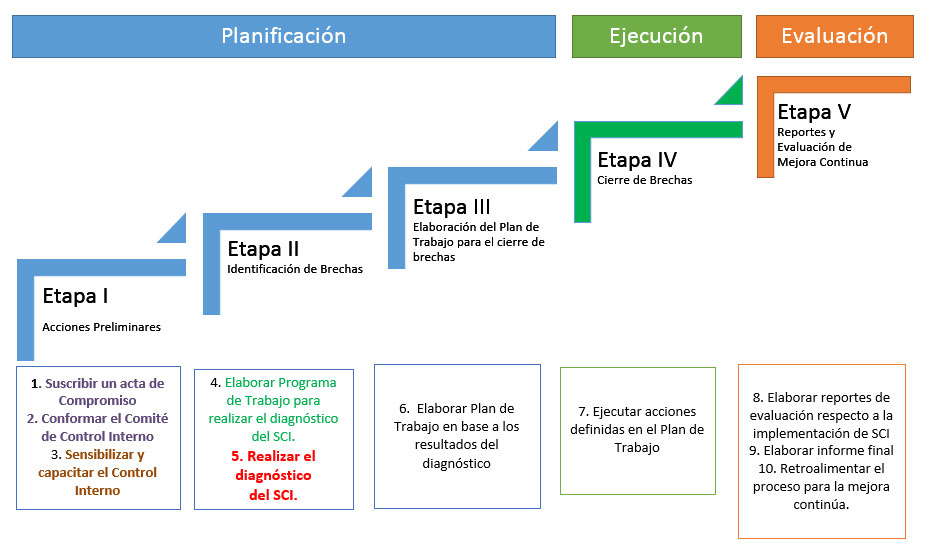 Planificación
Ejecución
Evaluación
Etapa I
Acciones Preliminares
Etapa II
Identificación de Brechas
Etapa III
Elaboración del Plan de
Trabajo para el cierre de
brechas
Etapa IV
Cierre de Brechas
Etapa V
Reportes y
Evaluación de
Mejora Continua
1. Suscribir un acta de
Compromiso
2. Conformar el Comité
de Control Interno
3. Sensibilizar y
capacitar el Control
Interno
4. Elaborar Programa
de Trabajo para
realizar el diagnóstico
del SCI.
5. Realizar el
diagnóstico
del SCI.
6. Elaborar Plan de
Trabajo en base a los
resultados del
diagnóstico
7. Ejecutar acciones
definidas en el Plan de
Trabajo
8. Elaborar reportes de
evaluación respecto a la
implementación de SCI
9. Elaborar informe final
10. Retroalimentar el
proceso para la mejora
continúa.